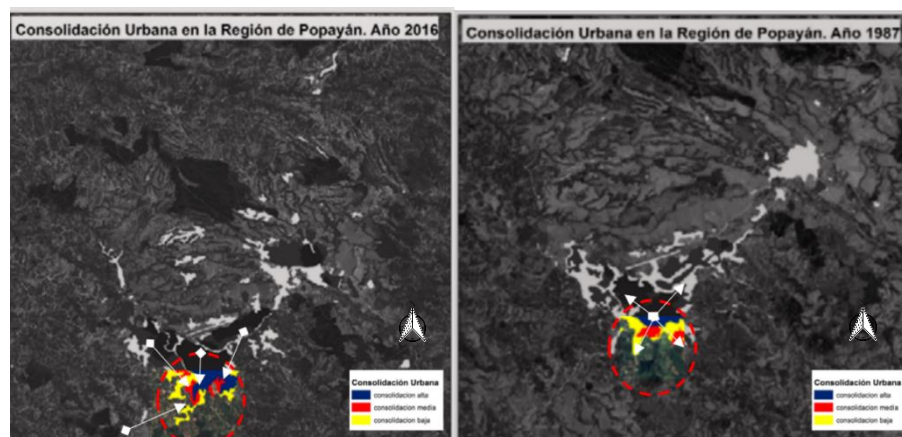 Consolidación Urbana en la Región de Popayán. Año 2016
Consolidación Urbana
consolidacion alta
consolidacion media
consolidacion baja
Consolidación Urbana en la Región de Popayán. Año 1987
Consolidación Urbana
consolidacion alta
consolidacion media
consolidacion baja